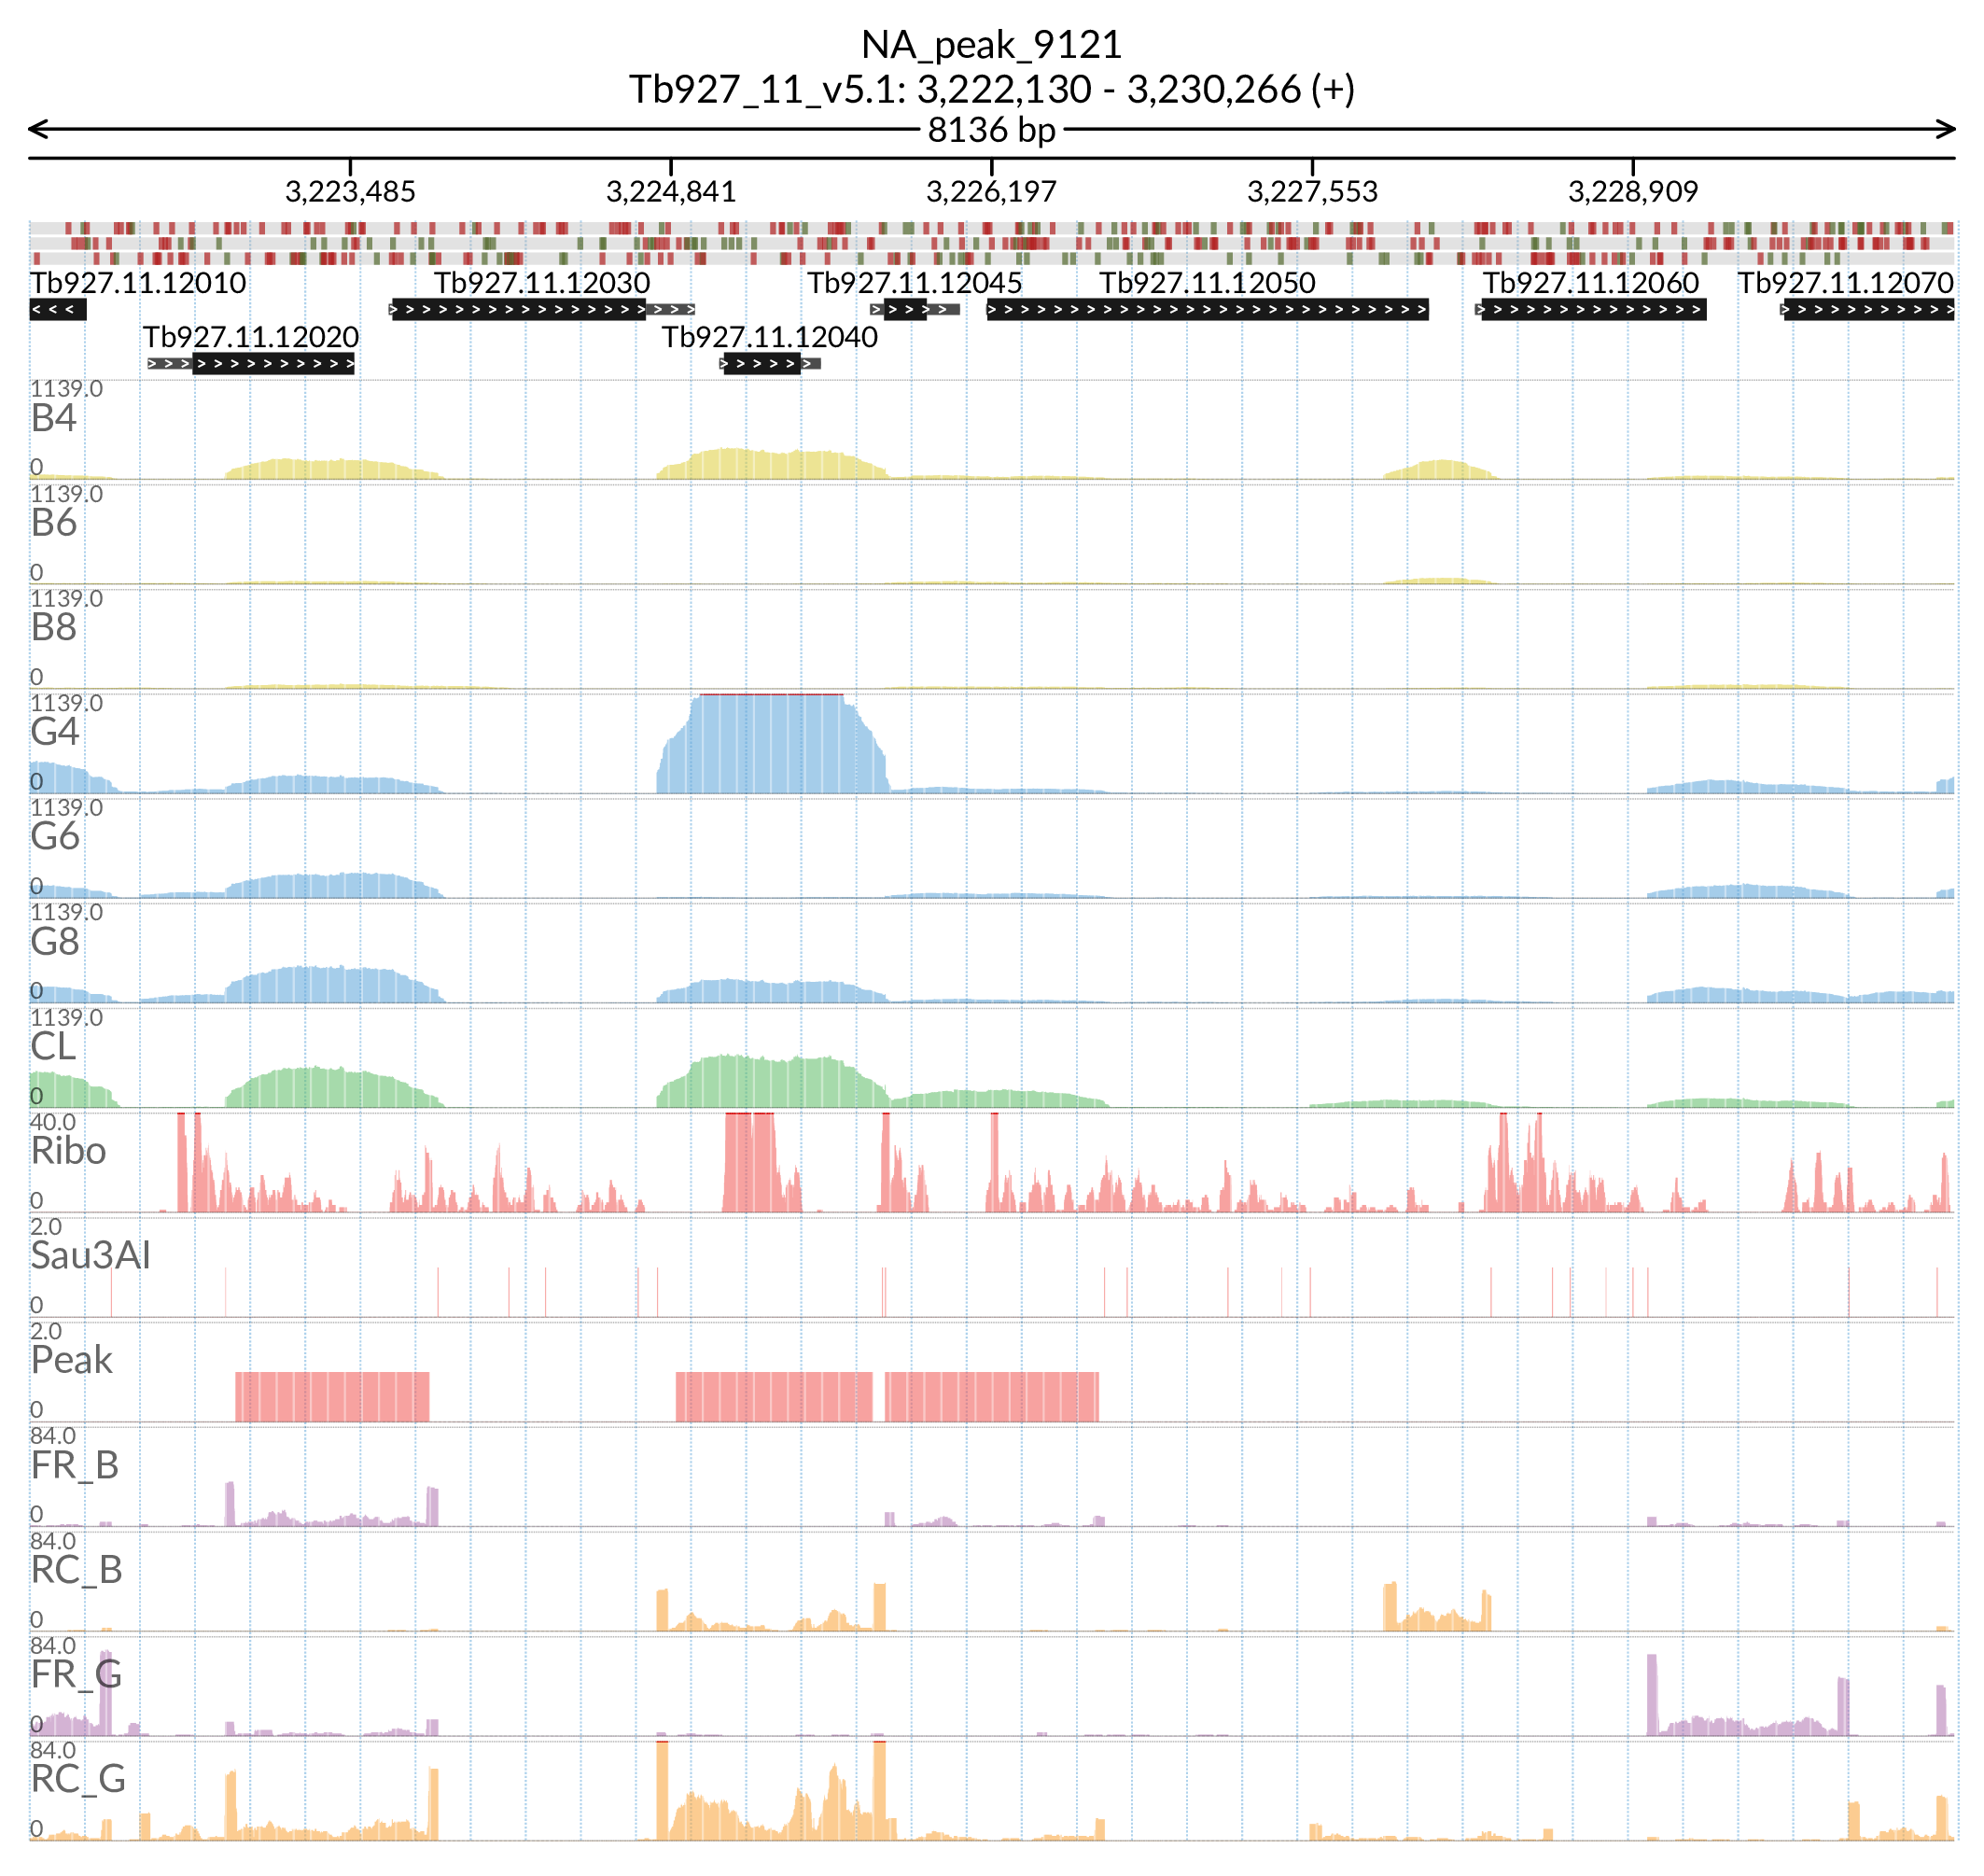 NA_peak_9121
Tb927_11_v5.1: 3,222,130 - 3,230,266 (+)
8136 bp
3,223,485 3,224,841 3,226,197 3,227,553 3,228,909
Tb927.11.12010 Tb927.11.12030 Tb927.11.12045 Tb927.11.12050 Tb927.11.12060 Tb927.11.12070
Tb927.11.12020 Tb927.11.12040
1139.0
B4
0
1139.0
B6
0
1139.0
B8
0
1139.0
G4
0
1139.0
G6
0
1139.0
G8
0
1139.0
CL
0
40.0
Ribo
0
2.0
Sau3AI
0
2.0
Peak
0
84.0
FR_B
0
84.0
RC_B
0
84.0
FR_G
0
84.0
RC_G
0